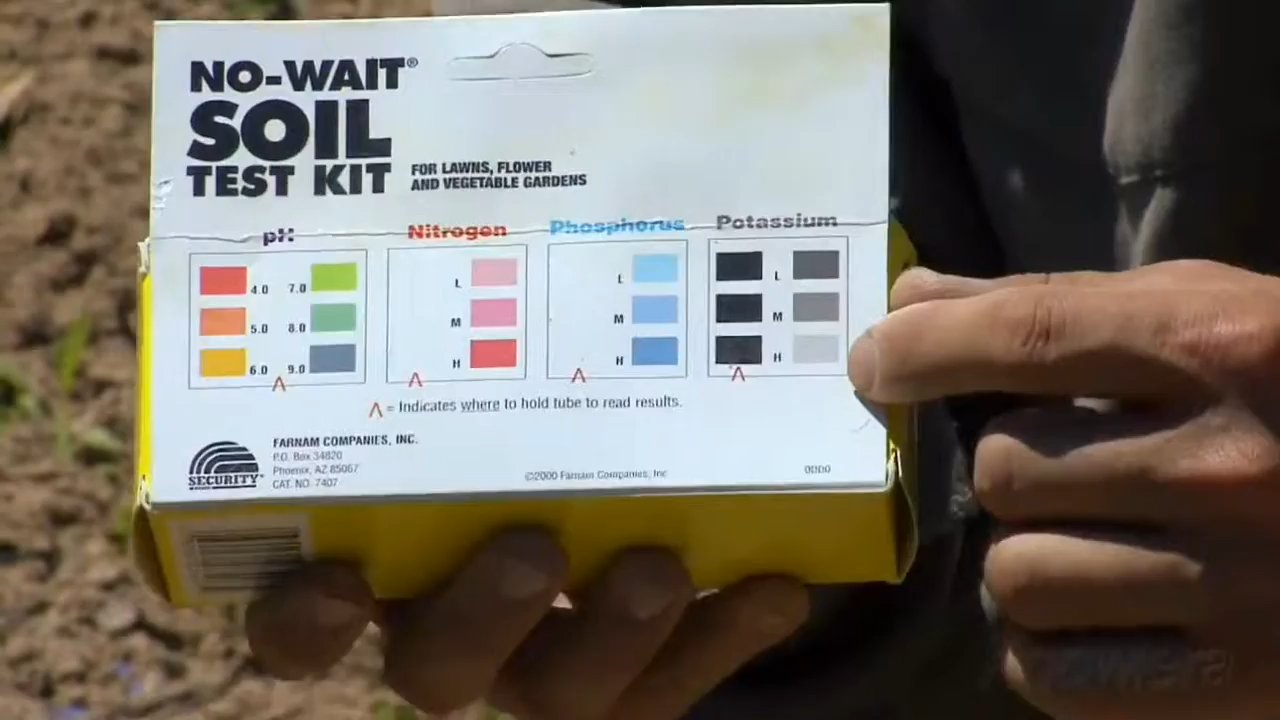 NO-WAIT®
SOIL
TEST KIT
FOR LAWNS, FLOWER
AND VEGETABLE GARDENS
pH
Nitrogen
Phosphorus
Potassium
4.0 7.0
5.0 8.0
6.0 9.0
L
M
H
L
M
H
L
M
H
Λ = Indicates where to hold tube to read results.
SECURITY
FARNAM COMPANIES, INC.
P.O. Box 34820
Phoenix, AZ 85067
CAT. NO. 7407
©2000 Farnam Companies, Inc